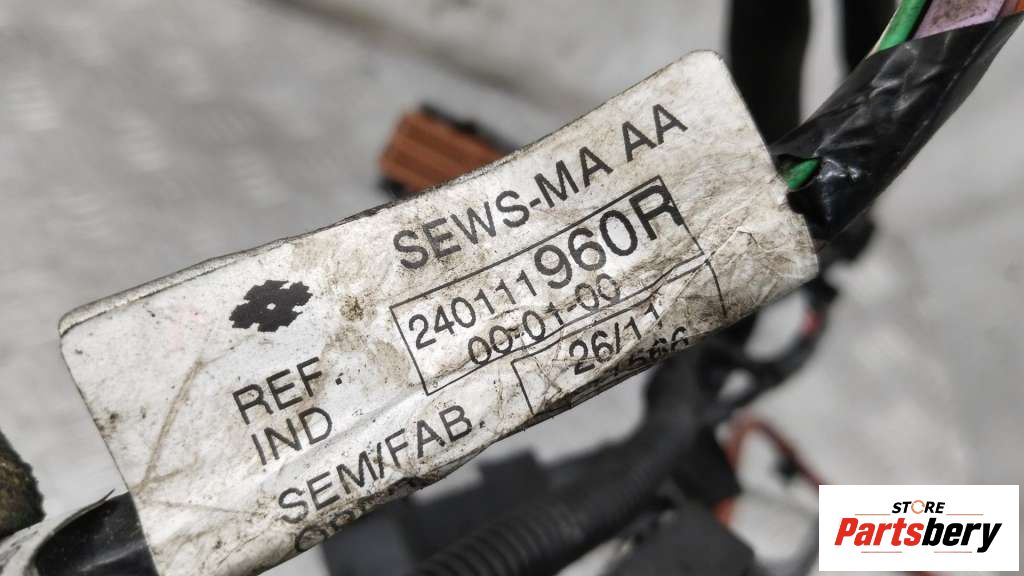 SEWS-MA AA
REF. 240111960R
IND 00-01-00
SEM/FAB. 26/11
STORE
Partsbery